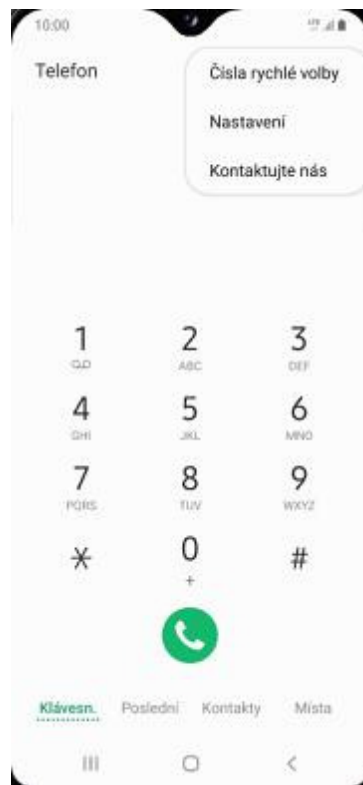 10:00 LTE
Telefon
Čísla rychlé volby
Nastavení
Kontaktujte nás
1 2 3
ABC DEF
4 5 6
GHI JKL MNO
7 8 9
PQRS TUV WXYZ
* 0 #
+
Klávesn. Poslední Kontakty Místa